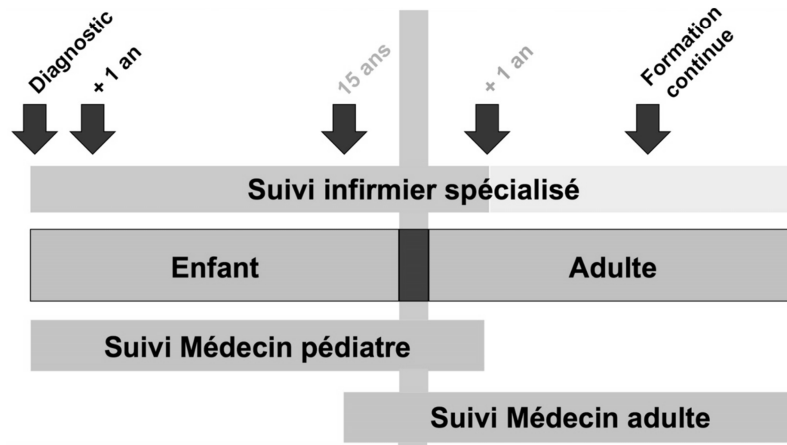 Diagnostic
+ 1 an
15 ans
+ 1 an
Formation
continue
Suivi infirmier spécialisé
Enfant
Adulte
Suivi Médecin pédiatre
Suivi Médecin adulte